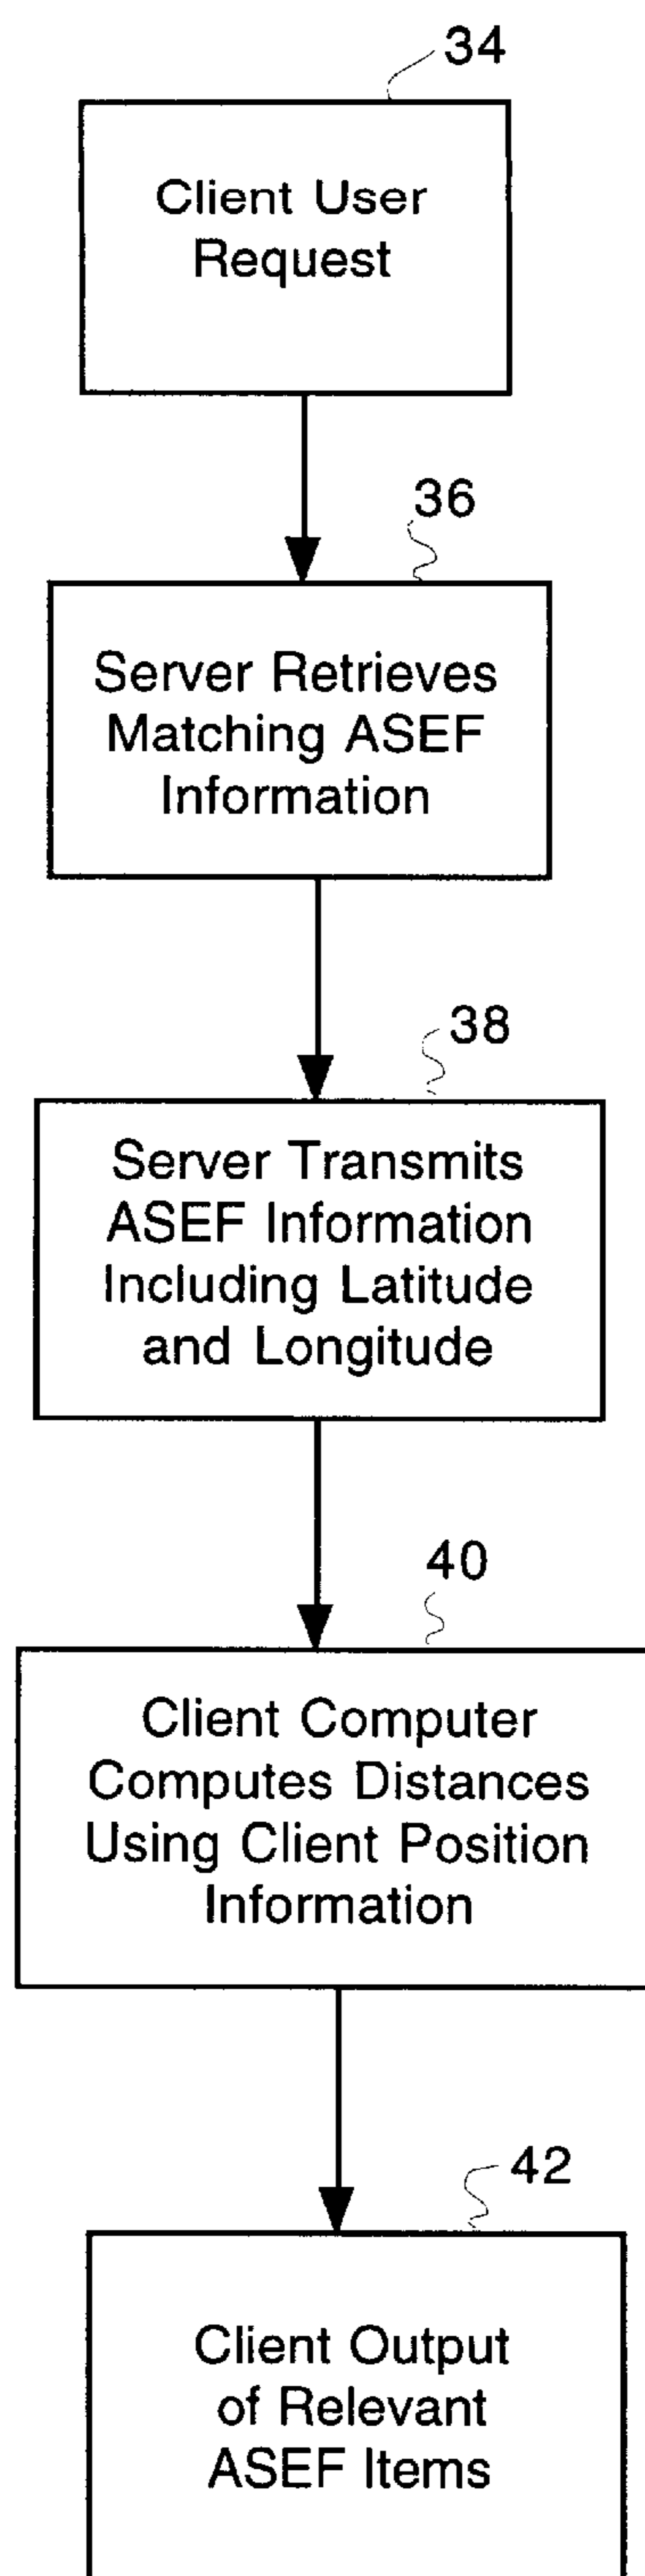 34
Client User
Request
36
Server Retrieves
Matching ASEF
Information
38
Server Transmits
ASEF Information
Including Latitude
and Longitude
40
Client Computer
Computes Distances
Using Client Position
Information
42
Client Output
of Relevant
ASEF Items